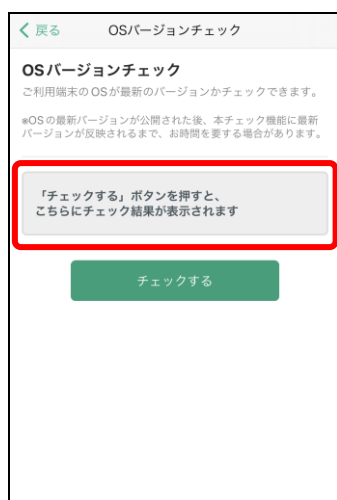 戻る OSバージョンチェック
OSバージョンチェック
ご利用端末のOSが最新のバージョンかチェックできます。
※OSの最新バージョンが公開された後、本チェック機能に最新
バージョンが反映されるまで、お時間を要する場合があります。
「チェックする」ボタンを押すと、
こちらにチェック結果が表示されます
チェックする